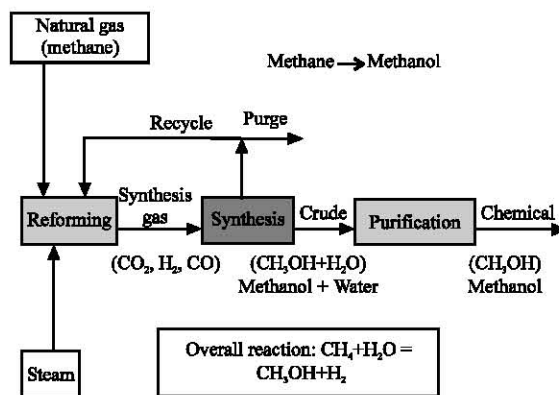 Natural gas
(methane)
Methane → Methanol
Recycle
Purge
Reforming
Synthesis
gas
Synthesis
Crude
Purification
Chemical
(CO₂, H₂, CO)
(CH₃OH+H₂O)
Methanol + Water
(CH₃OH)
Methanol
Steam
Overall reaction: CH₄+H₂O =
CH₃OH+H₂